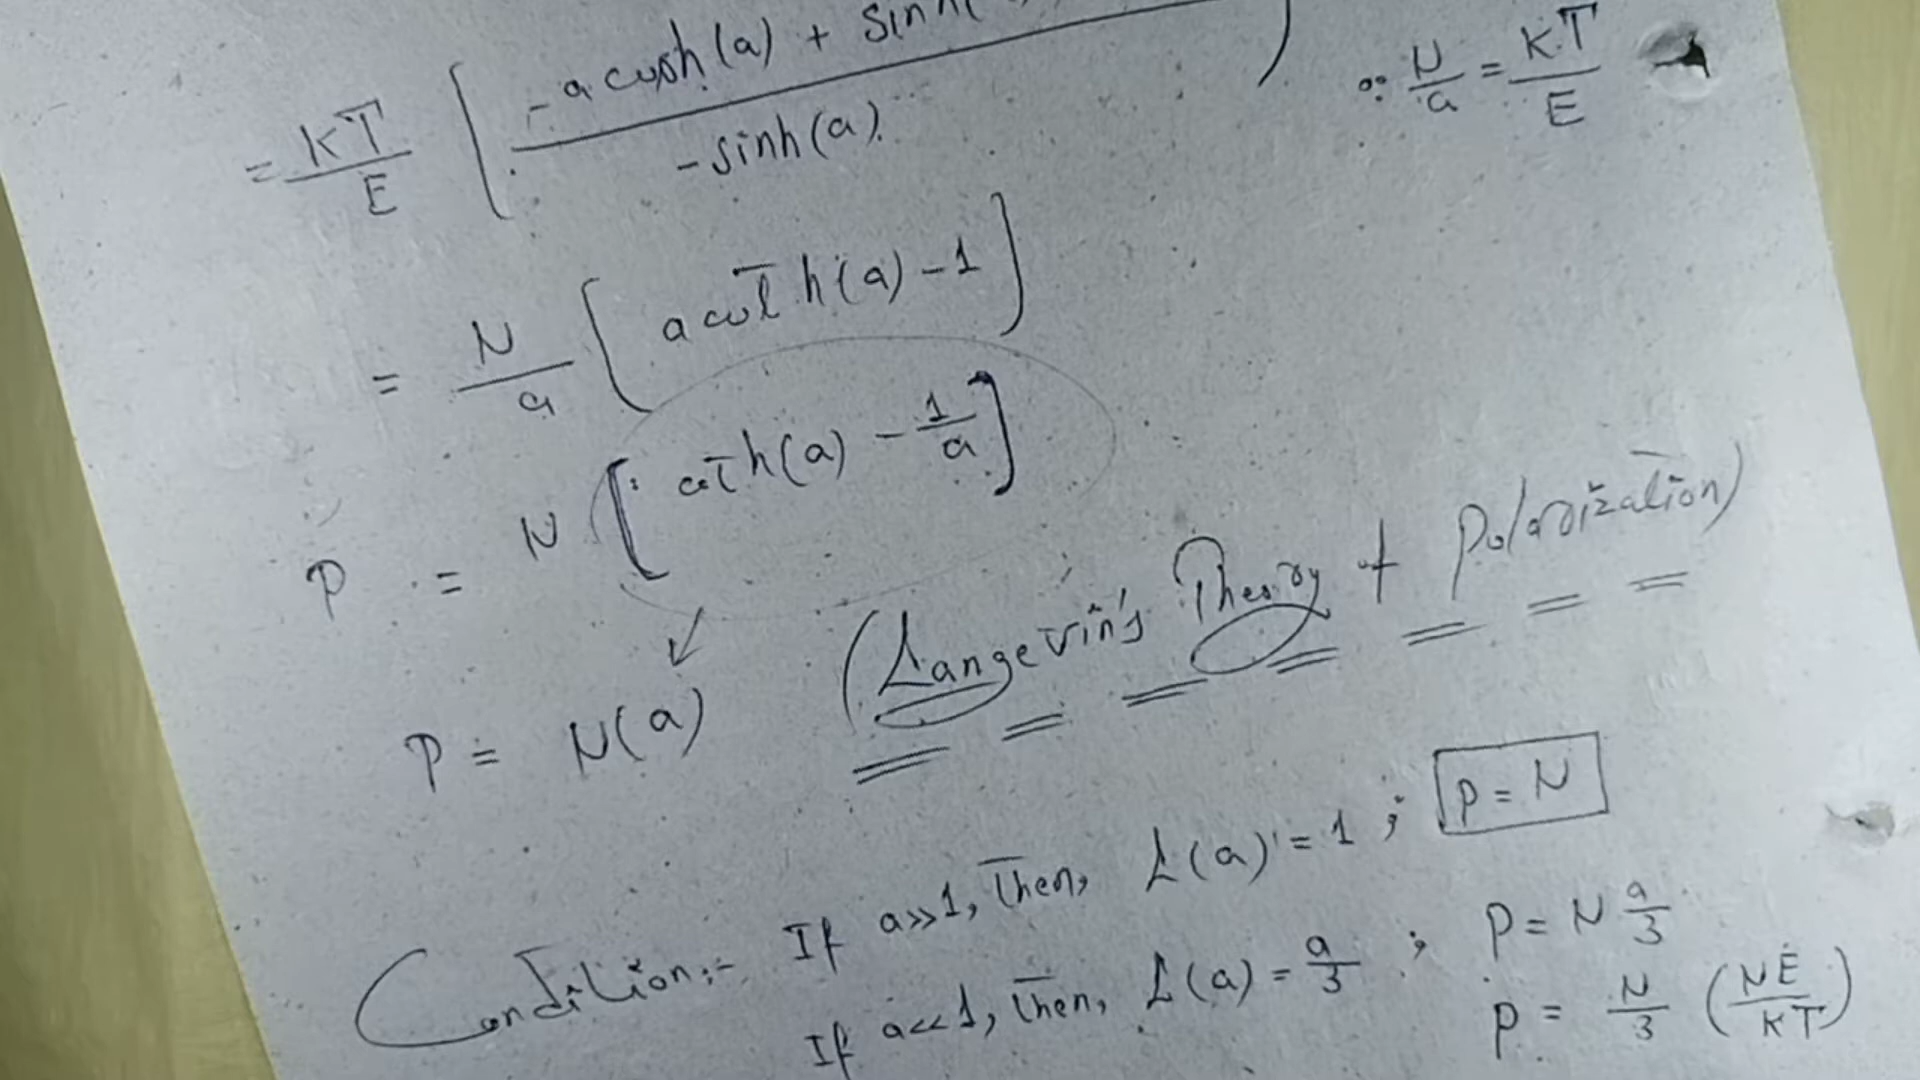 = KT/E [ -a cosh(a) + sinh( / -sinh(a) ] ∵ N/a = KT/E
= N/a [ a coth(a) - 1 ]
P = N [ coth(a) - 1/a ]
(Langevin's Theory of Polarization)
P = N(a)
Condition:- If a>>1, Then, L(a) = 1 ; P = N
If a<<1, Then, L(a) = a/3 ; P = N a/3
P = N/3 (NE/KT)